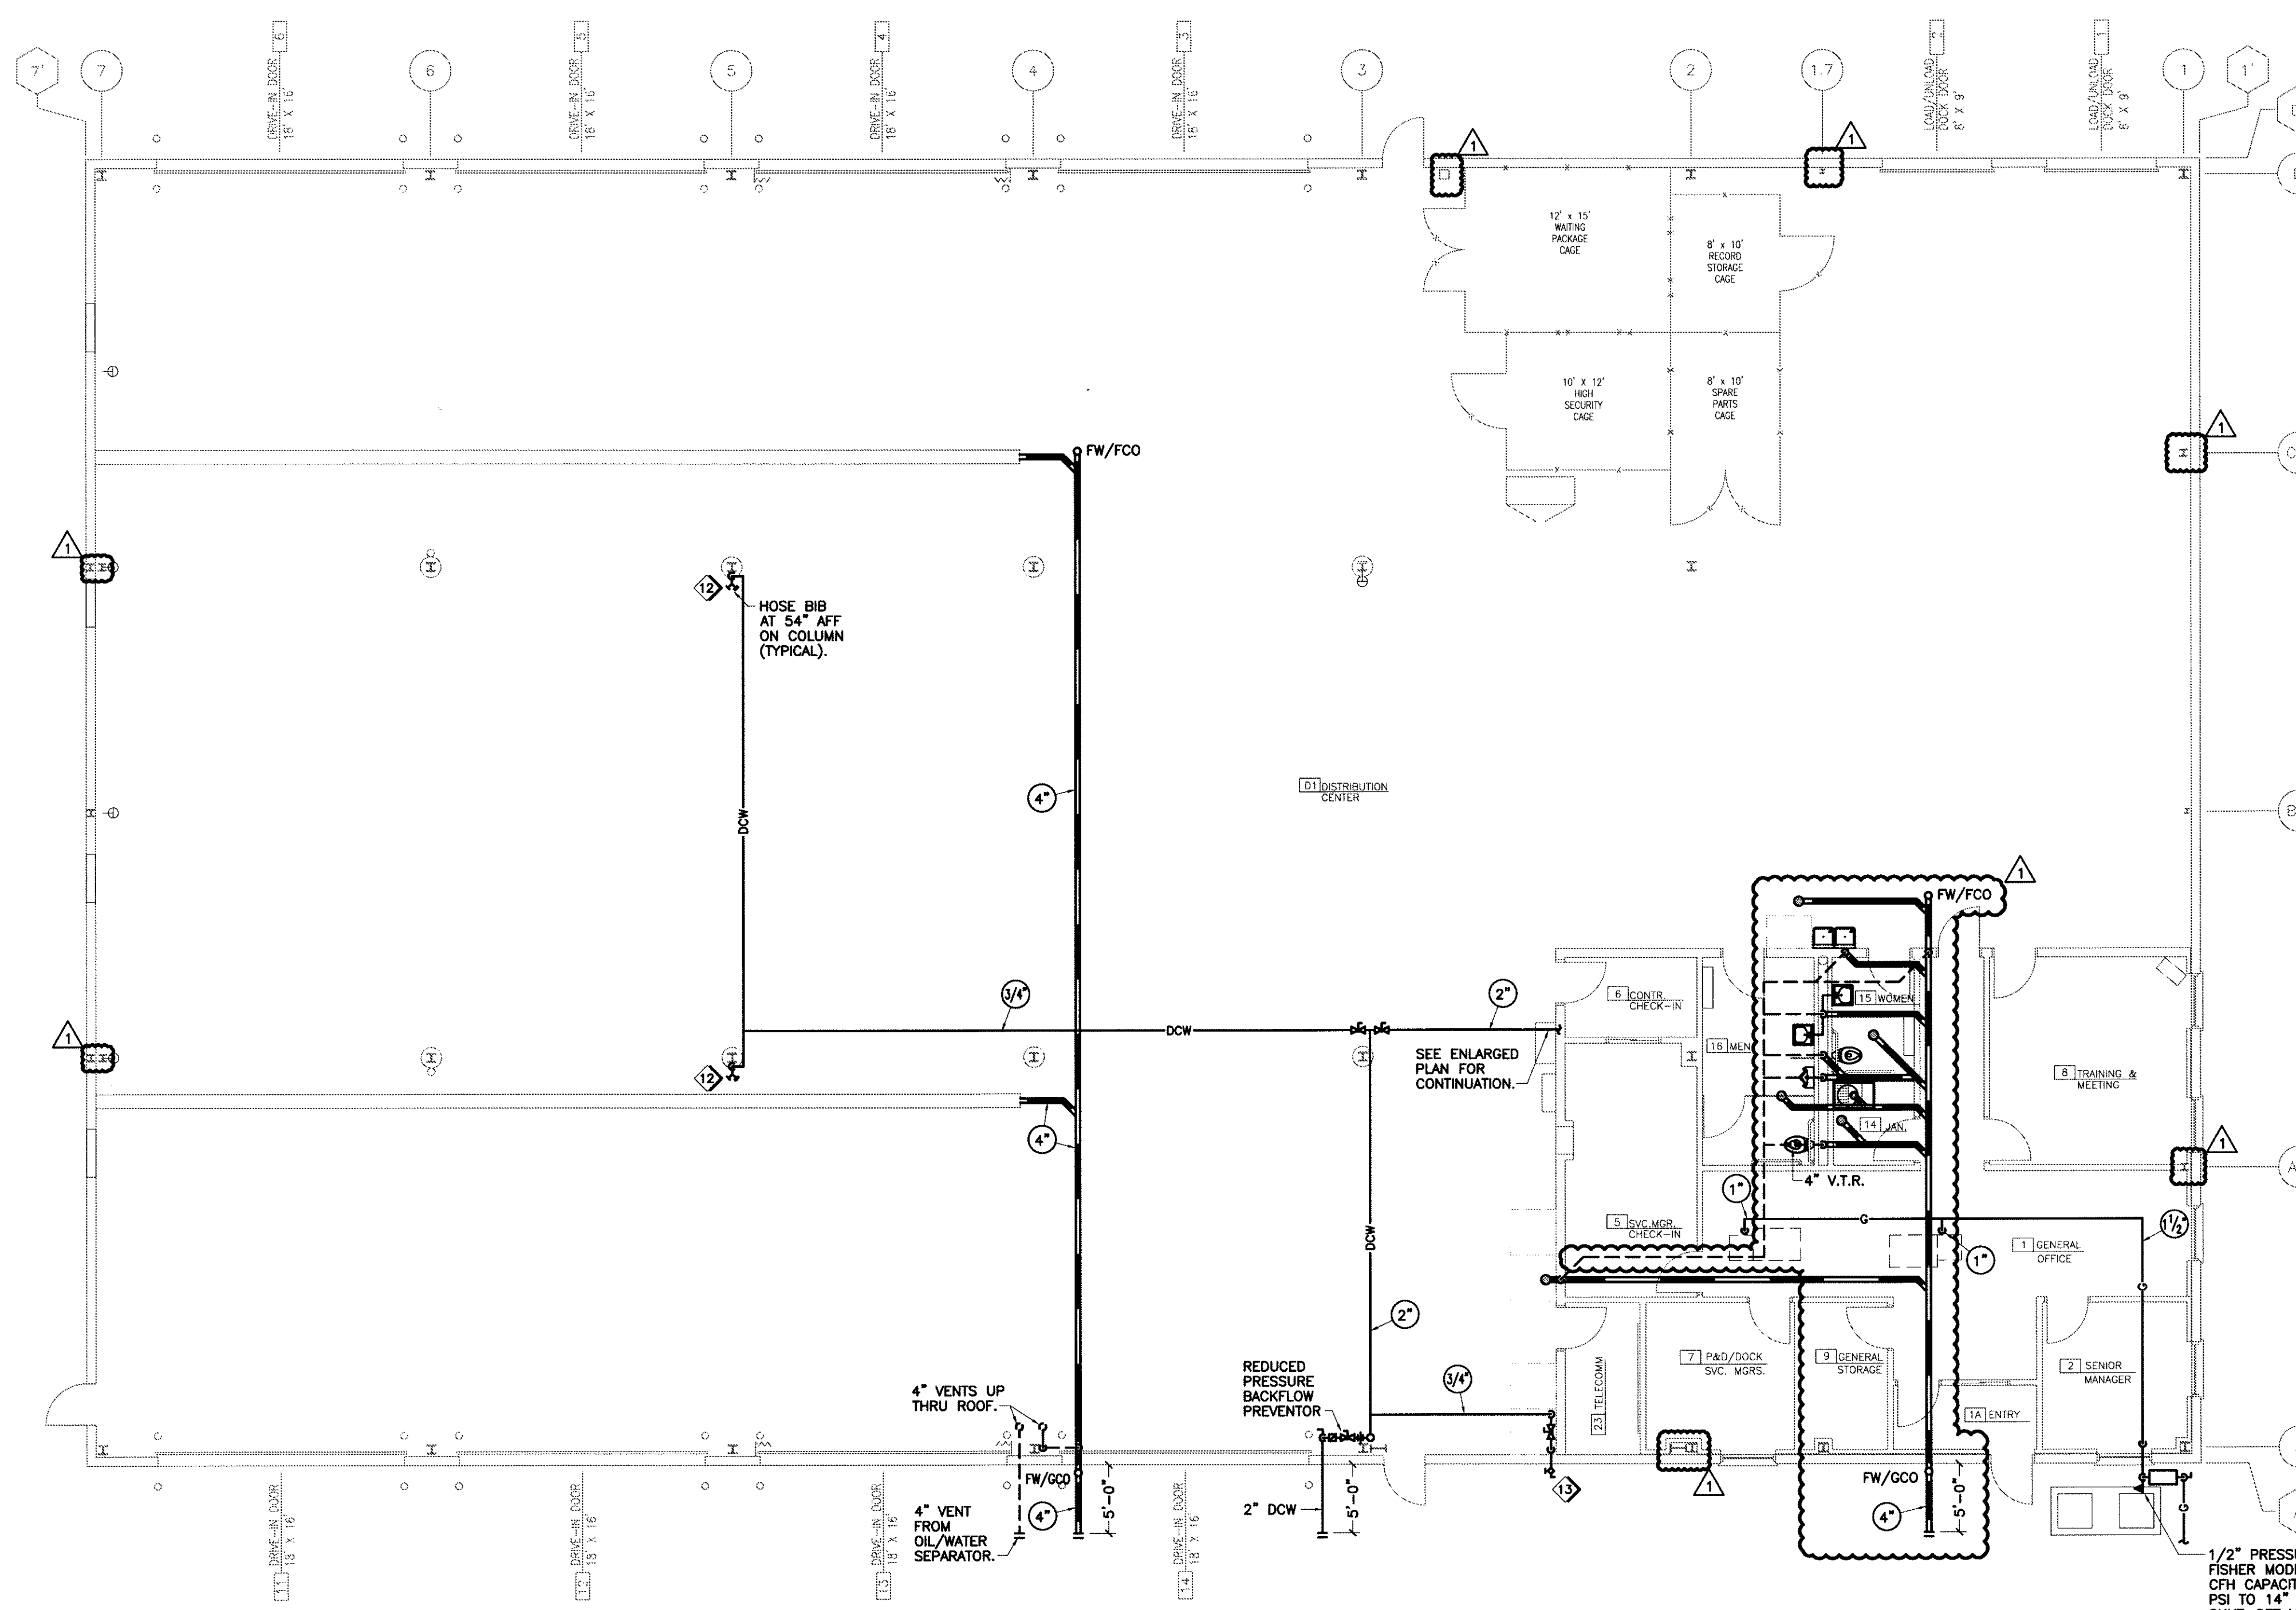 6
5
4
3
2
1
DRIVE-IN DOOR
18' X 16'
DRIVE-IN DOOR
18' X 16'
DRIVE-IN DOOR
18' X 16'
DRIVE-IN DOOR
18' X 16'
LOAD/UNLOAD
DOCK DOOR
8' X 9'
LOAD/UNLOAD
DOCK DOOR
8' X 9'
7'
7
6
5
4
3
2
1.7
1
1'
1
1
12' x 15'
WAITING
PACKAGE
CAGE
8' x 10'
RECORD
STORAGE
CAGE
10' X 12'
HIGH
SECURITY
CAGE
8' x 10'
SPARE
PARTS
CAGE
1
C
FW/FCO
1
12
HOSE BIB
AT 54" AFF
ON COLUMN
(TYPICAL).
4"
D1 DISTRIBUTION
CENTER
DCW
B
1
FW/FCO
3/4"
DCW
2"
6 CONTR.
CHECK-IN
15 WOMEN
16 MEN
SEE ENLARGED
PLAN FOR
CONTINUATION.
8 TRAINING &
MEETING
1
12
4"
14 JAN.
1
A
4" V.T.R.
1"
G
1 1/2"
5 SVC.MGR.
CHECK-IN
DCW
1"
1 GENERAL
OFFICE
G
2"
REDUCED
PRESSURE
BACKFLOW
PREVENTOR
3/4"
23 TELECOMM
7 P&D/DOCK
SVC. MGRS.
9 GENERAL
STORAGE
2 SENIOR
MANAGER
1A ENTRY
4" VENTS UP
THRU ROOF.
FW/GCO
4"
5'-0"
4" VENT
FROM
OIL/WATER
SEPARATOR.
2" DCW
5'-0"
13
1
FW/GCO
4"
5'-0"
G
DRIVE-IN DOOR
18' X 16'
DRIVE-IN DOOR
18' X 16'
DRIVE-IN DOOR
18' X 16'
DRIVE-IN DOOR
18' X 16'
11
12
13
14
1/2"
FISHER
CFH
PSI TO 14"